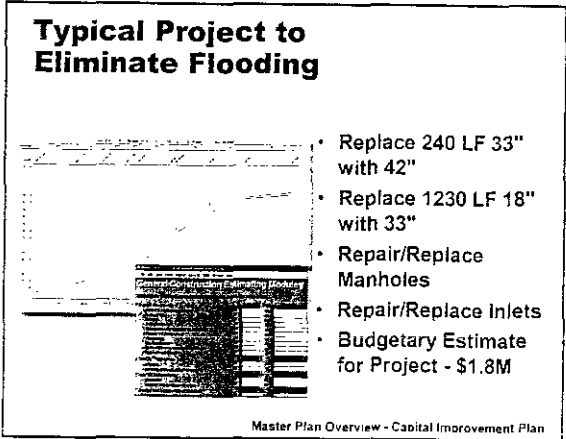 Typical Project to
Eliminate Flooding
· Replace 240 LF 33"
with 42"
· Replace 1230 LF 18"
with 33"
· Repair/Replace
Manholes
· Repair/Replace Inlets
· Budgetary Estimate
for Project - $1.8M
General Construction Estimating Modules
Master Plan Overview - Capital Improvement Plan